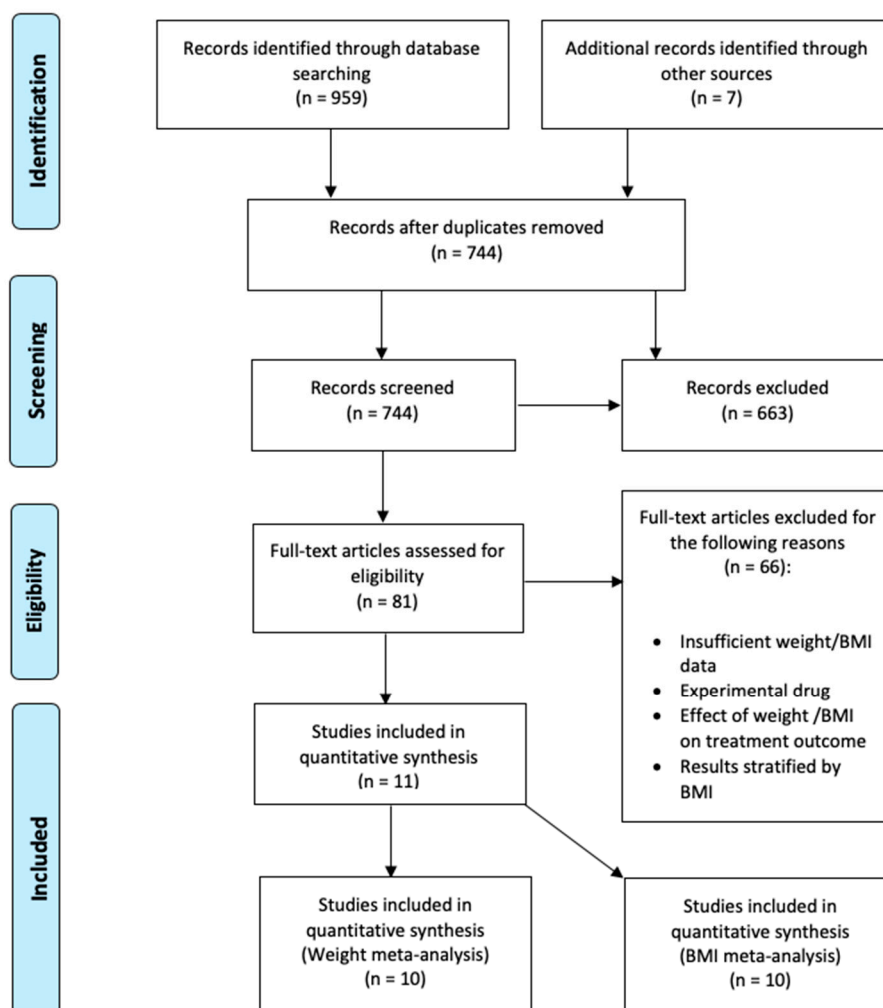 Identification
Records identified through database
searching
(n = 959)
Additional records identified through
other sources
(n = 7)
Records after duplicates removed
(n = 744)
Screening
Records screened
(n = 744)
Records excluded
(n = 663)
Eligibility
Full-text articles assessed for
eligibility
(n = 81)
Full-text articles excluded for
the following reasons
(n = 66):
• Insufficient weight/BMI
data
• Experimental drug
• Effect of weight /BMI
on treatment outcome
• Results stratified by
BMI
Included
Studies included in
quantitative synthesis
(n = 11)
Studies included in
quantitative synthesis
(Weight meta-analysis)
(n = 10)
Studies included in
quantitative synthesis
(BMI meta-analysis)
(n = 10)